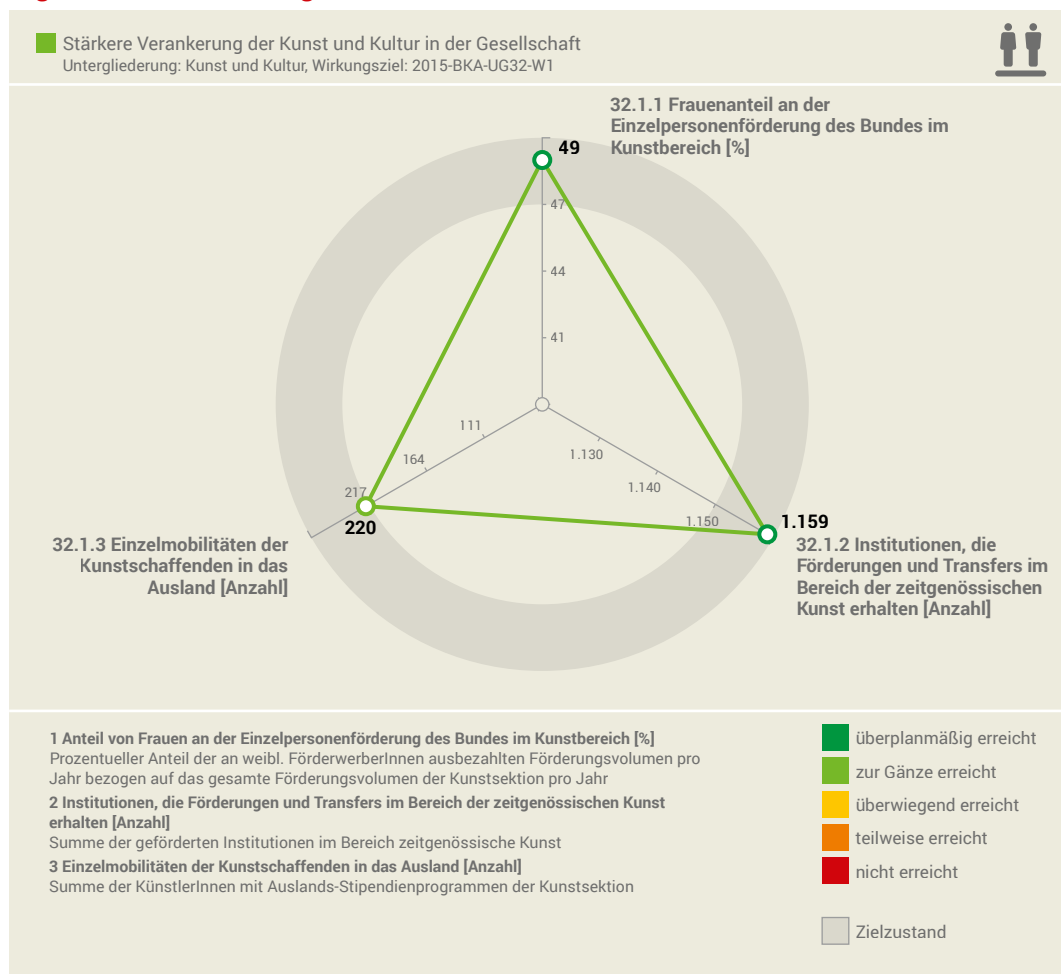 Stärkere Verankerung der Kunst und Kultur in der Gesellschaft
Untergliederung: Kunst und Kultur, Wirkungsziel: 2015-BKA-UG32-W1
32.1.1 Frauenanteil an der
Einzelpersonenförderung des Bundes im
Kunstbereich [%]
49
47
44
41
111
164
217
220
1.130
1.140
1.150
1.159
32.1.3 Einzelmobilitäten der
Kunstschaffenden in das
Ausland [Anzahl]
32.1.2 Institutionen, die
Förderungen und Transfers im
Bereich der zeitgenössischen
Kunst erhalten [Anzahl]
1 Anteil von Frauen an der Einzelpersonenförderung des Bundes im Kunstbereich [%]
Prozentueller Anteil der an weibl. FörderwerberInnen ausbezahlten Förderungsvolumen pro
Jahr bezogen auf das gesamte Förderungsvolumen der Kunstsektion pro Jahr
2 Institutionen, die Förderungen und Transfers im Bereich der zeitgenössischen Kunst
erhalten [Anzahl]
Summe der geförderten Institutionen im Bereich zeitgenössische Kunst
3 Einzelmobilitäten der Kunstschaffenden in das Ausland [Anzahl]
Summe der KünstlerInnen mit Auslands-Stipendienprogrammen der Kunstsektion
überplanmäßig erreicht
zur Gänze erreicht
überwiegend erreicht
teilweise erreicht
nicht erreicht
Zielzustand